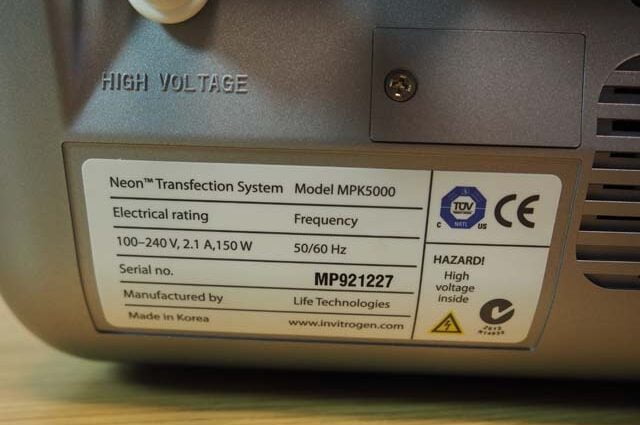 HIGH VOLTAGE
Neon™ Transfection System Model MPK5000
Electrical rating Frequency
100–240 V, 2.1 A, 150 W 50/60 Hz
Serial no. MP921227
Manufactured by Life Technologies
Made in Korea www.invitrogen.com
TÜV
C NRTL US
CE
HAZARD!
High
voltage
inside